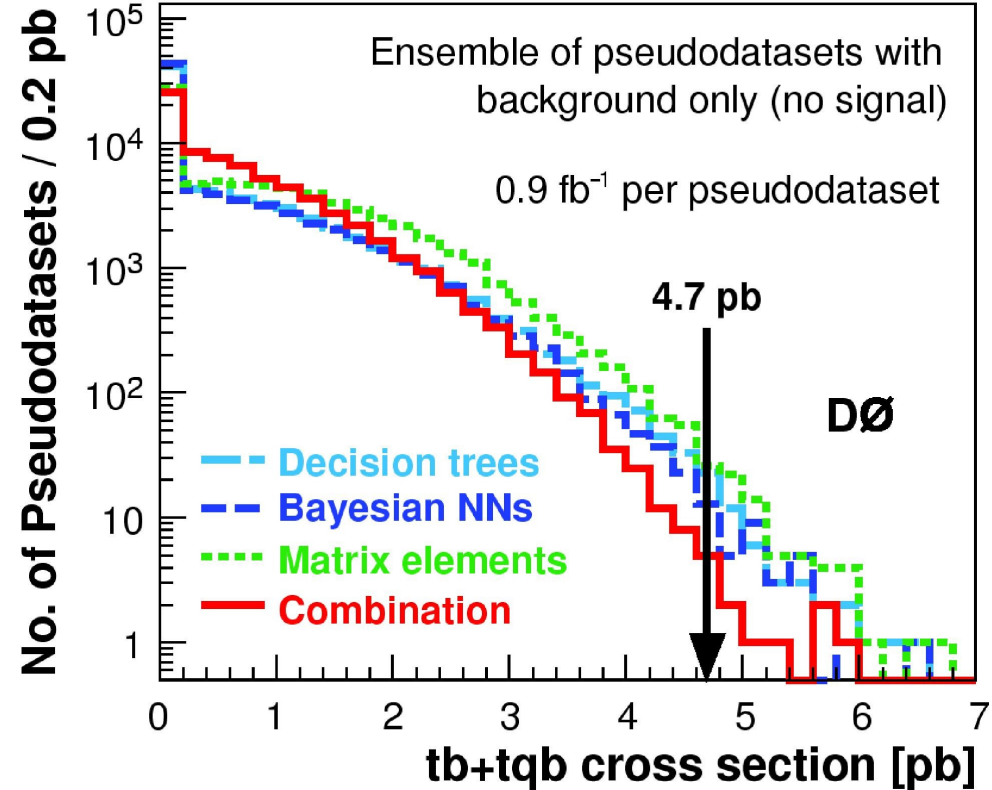 No. of Pseudodatasets / 0.2 pb
10⁵
10⁴
10³
10²
10
1
Ensemble of pseudodatasets with
background only (no signal)
0.9 fb⁻¹ per pseudodataset
4.7 pb
DØ
Decision trees
Bayesian NNs
Matrix elements
Combination
0 1 2 3 4 5 6 7
tb+tqb cross section [pb]